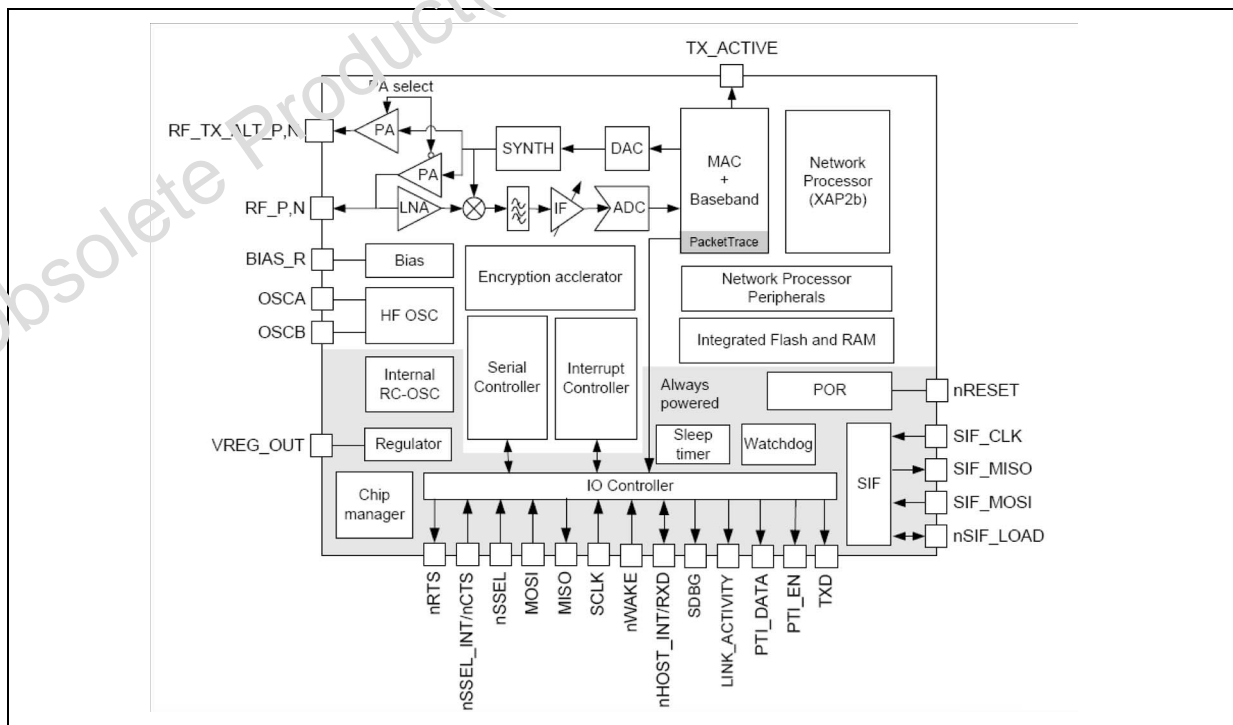 Obsolete Product(
TX_ACTIVE
PA select
RF_TX_ALT_P,N
PA
SYNTH
DAC
MAC
+
Baseband
Network
Processor
(XAP2b)
PA
RF_P,N
LNA
IF
ADC
PacketTrace
BIAS_R
Bias
Encryption acclerator
Network Processor
Peripherals
OSCA
HF OSC
OSCB
Integrated Flash and RAM
Internal
RC-OSC
Serial
Controller
Interrupt
Controller
Always
powered
POR
nRESET
VREG_OUT
Regulator
Sleep
timer
Watchdog
SIF
SIF_CLK
SIF_MISO
SIF_MOSI
nSIF_LOAD
Chip
manager
IO Controller
nRTS
nSSEL_INT/nCTS
nSSEL
MOSI
MISO
SCLK
nWAKE
nHOST_INT/RXD
SDBG
LINK_ACTIVITY
PTI_DATA
PTI_EN
TXD